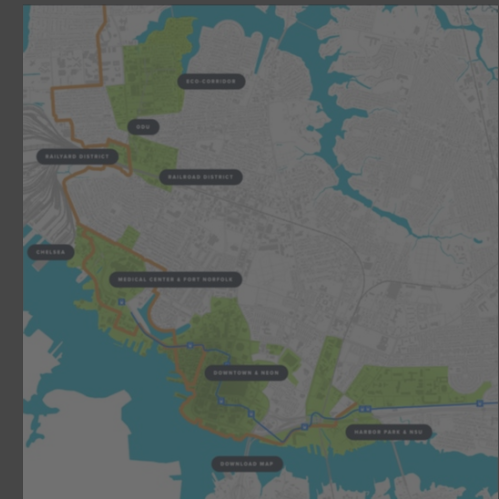 ECO-CORRIDOR
ODU
RAILYARD DISTRICT
RAILROAD DISTRICT
CHELSEA
MEDICAL CENTER & FORT NORFOLK
DOWNTOWN & NEON
HARBOR PARK & NSU
DOWNLOAD MAP